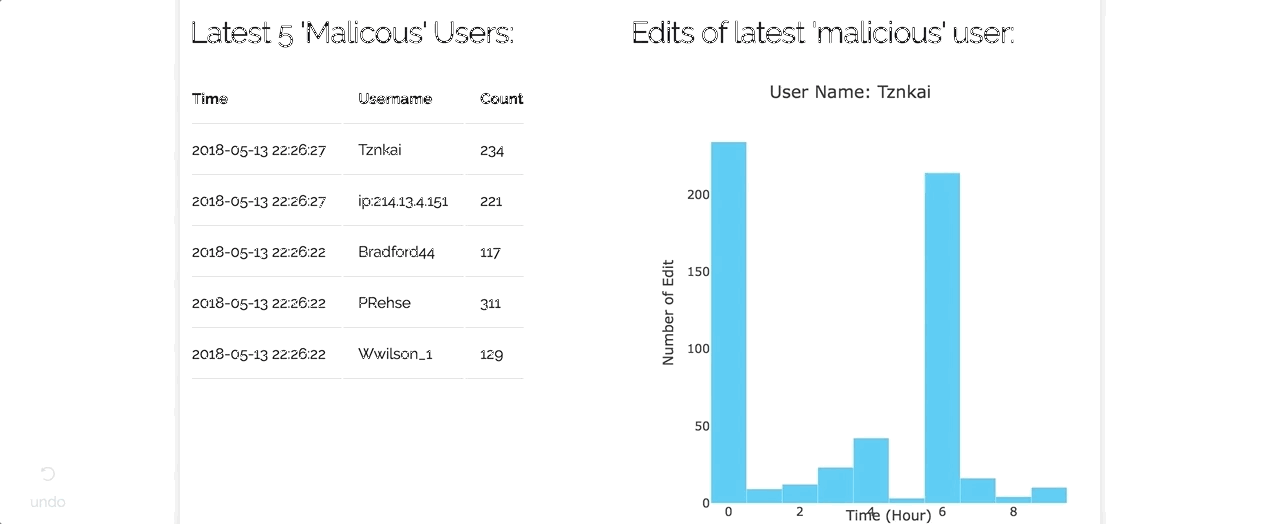 Latest 5 'Malicous' Users:
Time Username Count
2018-05-13 22:26:27 Tznkai 234
2018-05-13 22:26:27 ip:214.13.4.151 221
2018-05-13 22:26:22 Bradford44 117
2018-05-13 22:26:22 PRehse 311
2018-05-13 22:26:22 Wwilson_1 129
undo
Edits of latest 'malicious' user:
User Name: Tznkai
Number of Edit
200
150
100
50
0
0 2 4 6 8
Time (Hour)